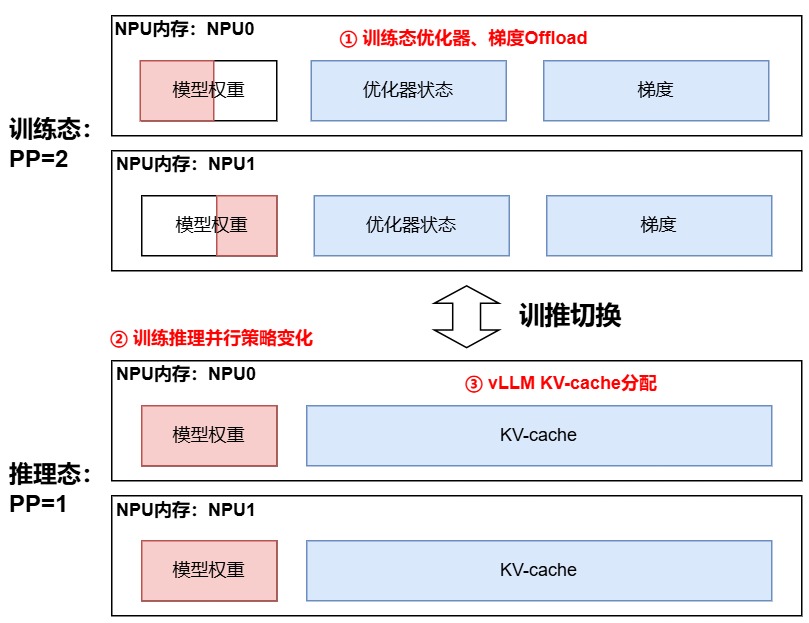 NPU内存：NPU0
① 训练态优化器、梯度Offload
模型权重
优化器状态
梯度
训练态：
PP=2
NPU内存：NPU1
模型权重
优化器状态
梯度
训推切换
② 训练推理并行策略变化
NPU内存：NPU0
③ vLLM KV-cache分配
模型权重
KV-cache
推理态：
PP=1
NPU内存：NPU1
模型权重
KV-cache